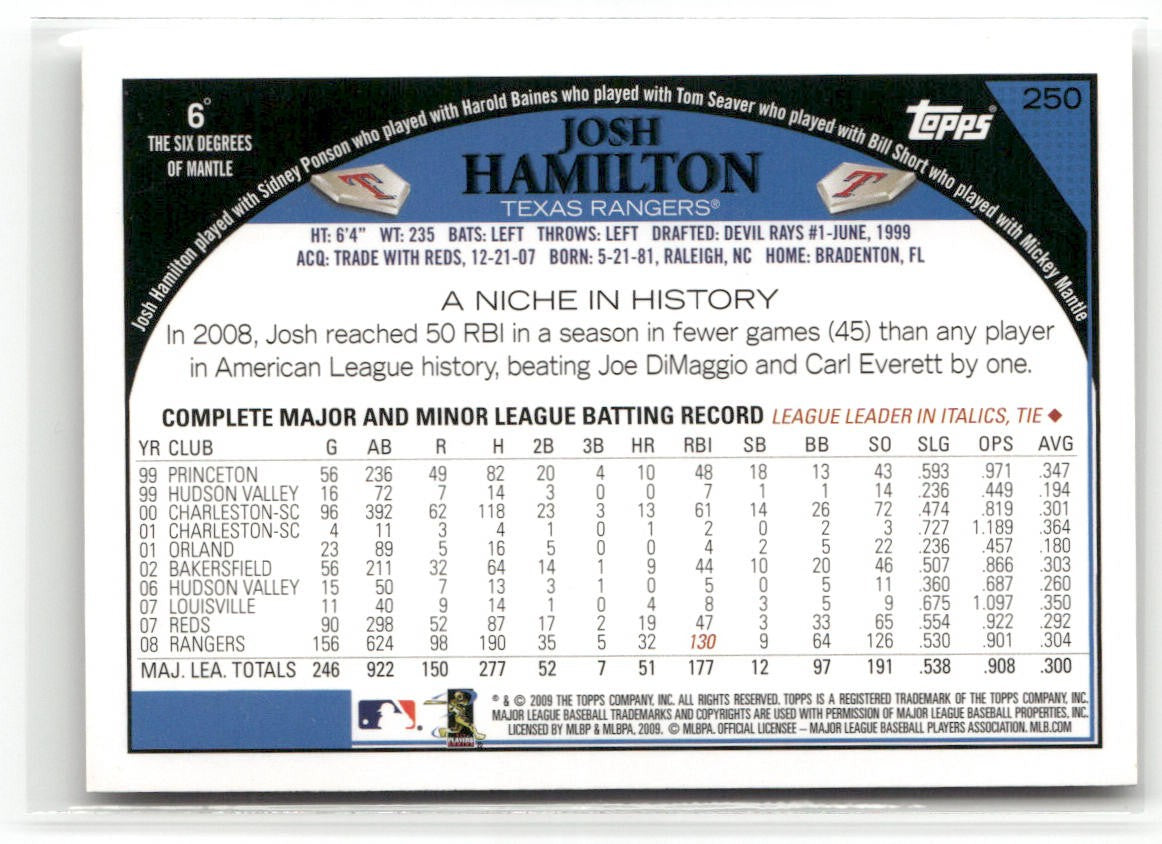 6°
THE SIX DEGREES
OF MANTLE
Josh Hamilton played with Sidney Ponson who played with Harold Baines who played with Tom Seaver who played with Bill Short who played with Mickey Mantle
Topps®
250
JOSH
HAMILTON
TEXAS RANGERS®
T
T
HT: 6'4" WT: 235 BATS: LEFT THROWS: LEFT DRAFTED: DEVIL RAYS #1-JUNE, 1999
ACQ: TRADE WITH REDS, 12-21-07 BORN: 5-21-81, RALEIGH, NC HOME: BRADENTON, FL
A NICHE IN HISTORY
In 2008, Josh reached 50 RBI in a season in fewer games (45) than any player
in American League history, beating Joe DiMaggio and Carl Everett by one.
COMPLETE MAJOR AND MINOR LEAGUE BATTING RECORD LEAGUE LEADER IN ITALICS, TIE ◆
YR CLUB G AB R H 2B 3B HR RBI SB BB SO SLG OPS AVG
99 PRINCETON 56 236 49 82 20 4 10 48 18 13 43 .593 .971 .347
99 HUDSON VALLEY 16 72 7 14 3 0 0 7 1 1 14 .236 .449 .194
00 CHARLESTON-SC 96 392 62 118 23 3 13 61 14 26 72 .474 .819 .301
01 CHARLESTON-SC 4 11 3 4 1 0 1 2 0 2 3 .727 1.189 .364
01 ORLAND 23 89 5 16 5 0 0 4 2 5 22 .236 .457 .180
02 BAKERSFIELD 56 211 32 64 14 1 9 44 10 20 46 .507 .866 .303
06 HUDSON VALLEY 15 50 7 13 3 1 0 5 0 5 11 .360 .687 .260
07 LOUISVILLE 11 40 9 14 1 0 4 8 3 5 9 .675 1.097 .350
07 REDS 90 298 52 87 17 2 19 47 3 33 65 .554 .922 .292
08 RANGERS 156 624 98 190 35 5 32 130 9 64 126 .530 .901 .304
MAJ. LEA. TOTALS 246 922 150 277 52 7 51 177 12 97 191 .538 .908 .300
® & © 2009 THE TOPPS COMPANY, INC. ALL RIGHTS RESERVED. TOPPS IS A REGISTERED TRADEMARK OF THE TOPPS COMPANY, INC.
MAJOR LEAGUE BASEBALL TRADEMARKS AND COPYRIGHTS ARE USED WITH PERMISSION OF MAJOR LEAGUE BASEBALL PROPERTIES, INC.
LICENSED BY MLBP & MLBPA, 2009. © MLBPA. OFFICIAL LICENSEE – MAJOR LEAGUE BASEBALL PLAYERS ASSOCIATION. MLB.COM
PLAYERS
CHOICE